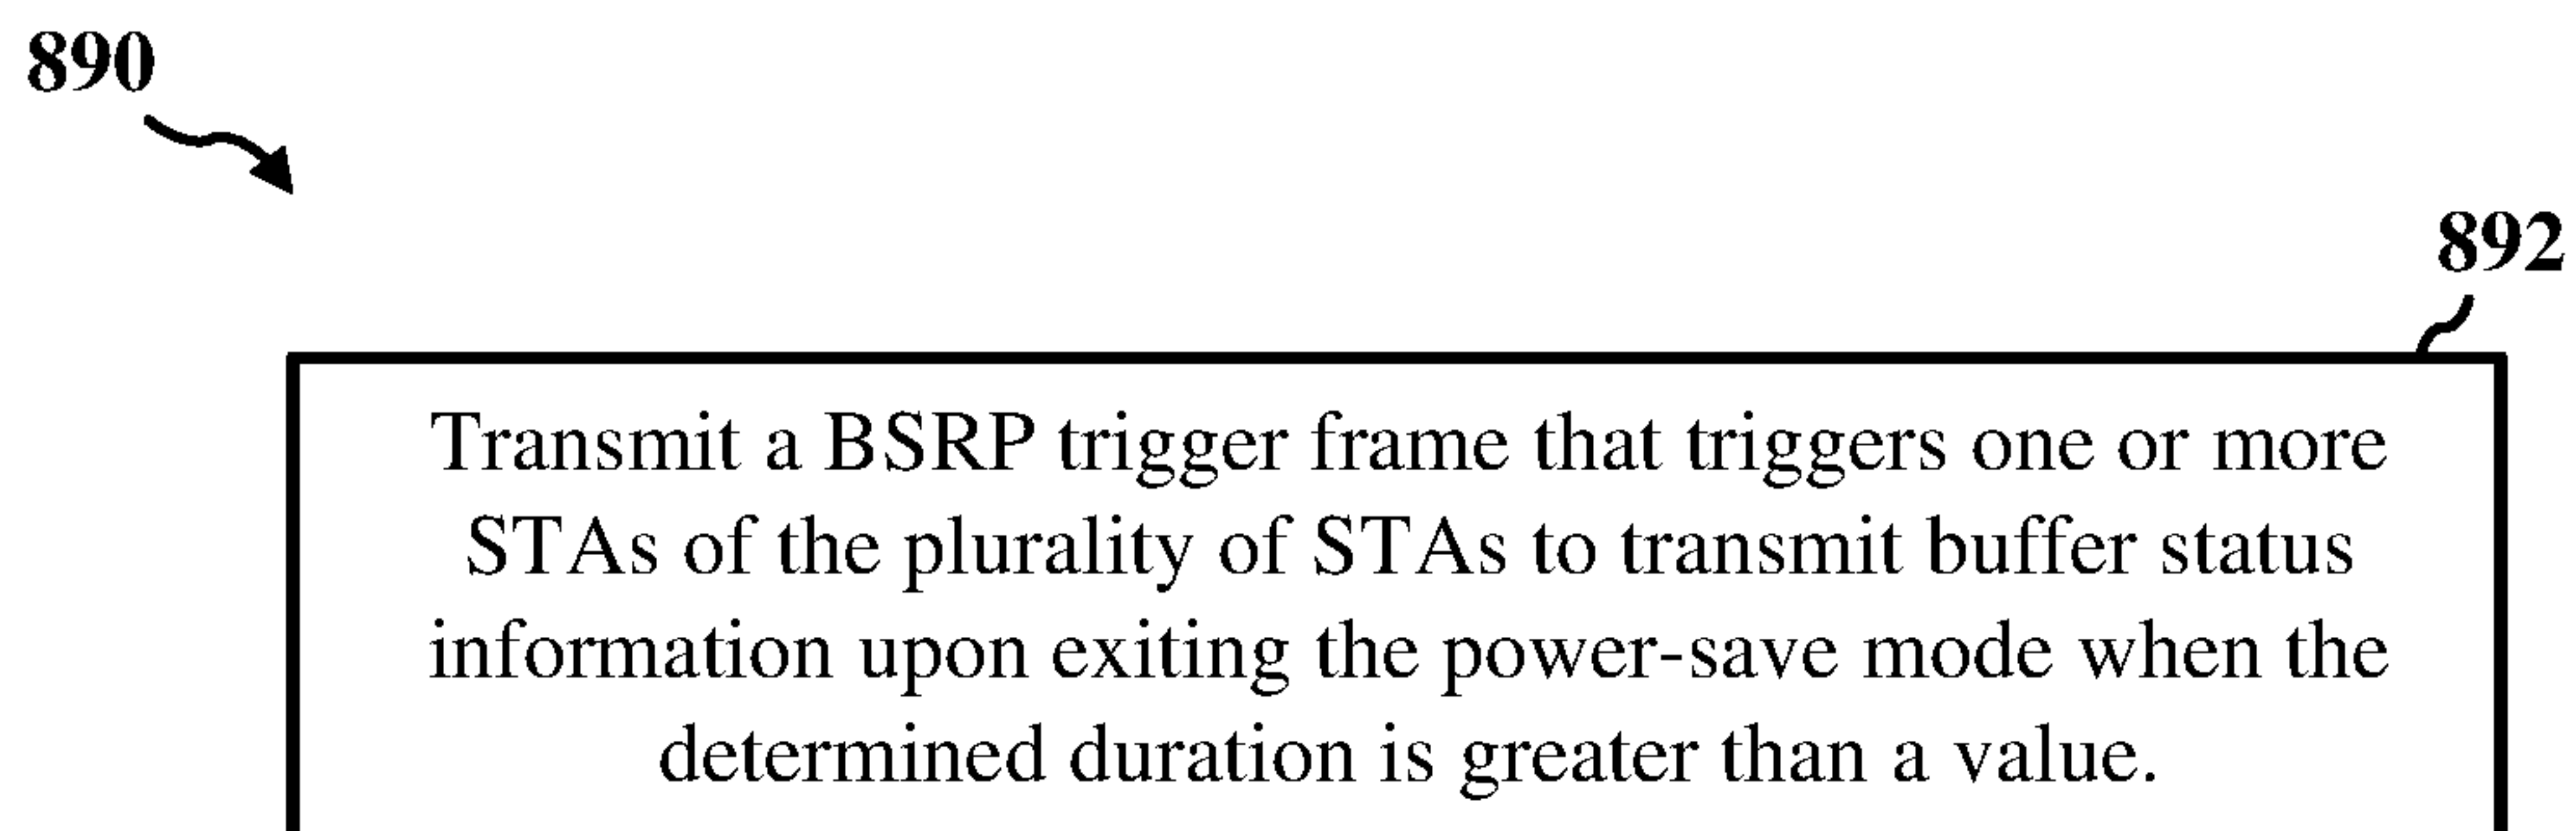 890
892
Transmit a BSRP trigger frame that triggers one or more
STAs of the plurality of STAs to transmit buffer status
information upon exiting the power-save mode when the
determined duration is greater than a value.